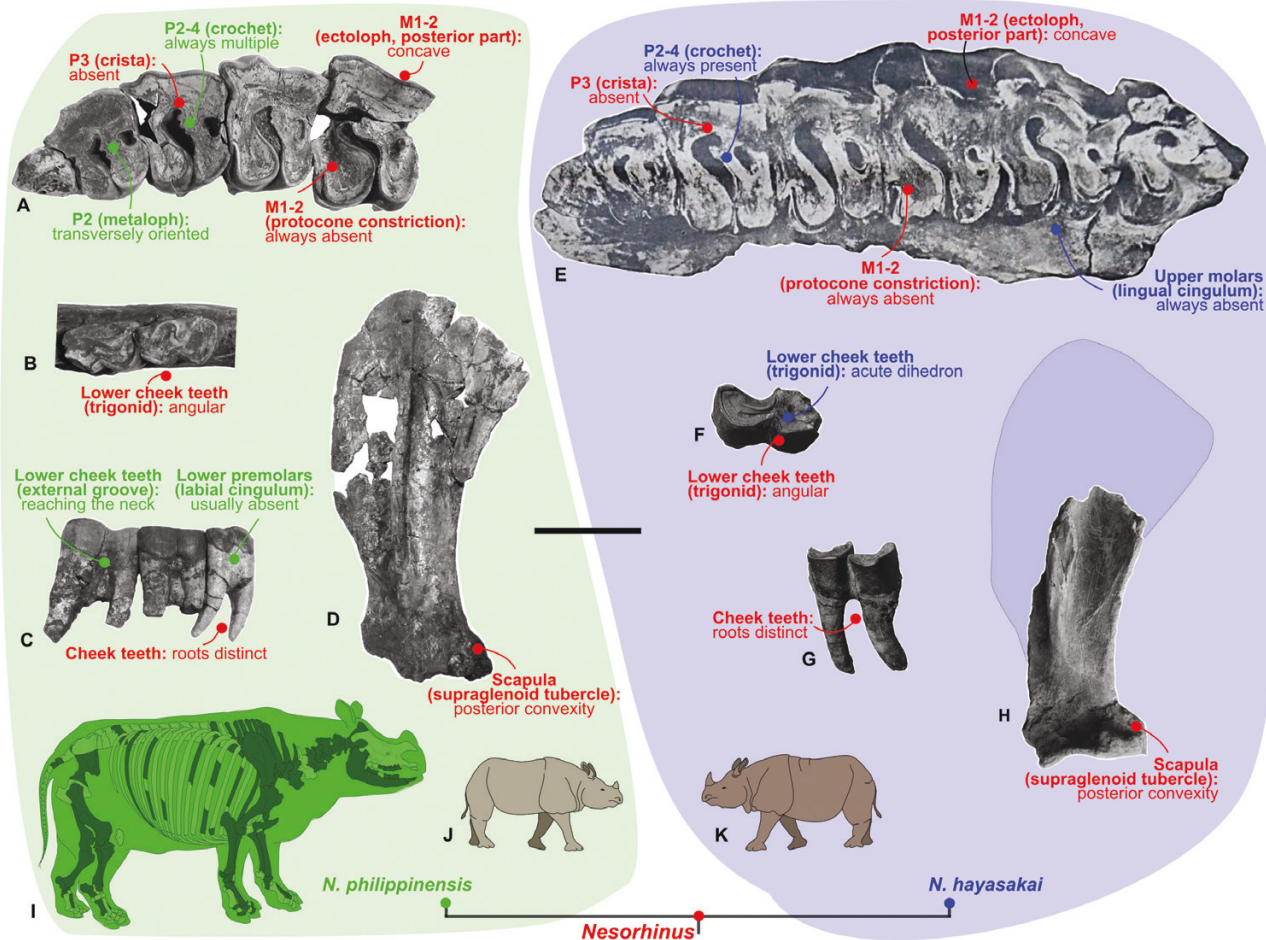 P2-4 (crochet):
always multiple
P3 (crista):
absent
M1-2
(ectoloph, posterior part):
concave
A
P2 (metaloph):
transversely oriented
M1-2
(protocone constriction):
always absent
B
Lower cheek teeth
(trigonid): angular
Lower cheek teeth
(external groove):
reaching the neck
Lower premolars
(labial cingulum):
usually absent
C
Cheek teeth: roots distinct
D
Scapula
(supraglenoid tubercle):
posterior convexity
I
J
N. philippinensis
M1-2 (ectoloph,
posterior part): concave
P2-4 (crochet):
always present
P3 (crista):
absent
E
M1-2
(protocone constriction):
always absent
Upper molars
(lingual cingulum):
always absent
Lower cheek teeth
(trigonid): acute dihedron
F
Lower cheek teeth
(trigonid): angular
Cheek teeth:
roots distinct
G
H
Scapula
(supraglenoid tubercle):
posterior convexity
K
N. hayasakai
Nesorhinus